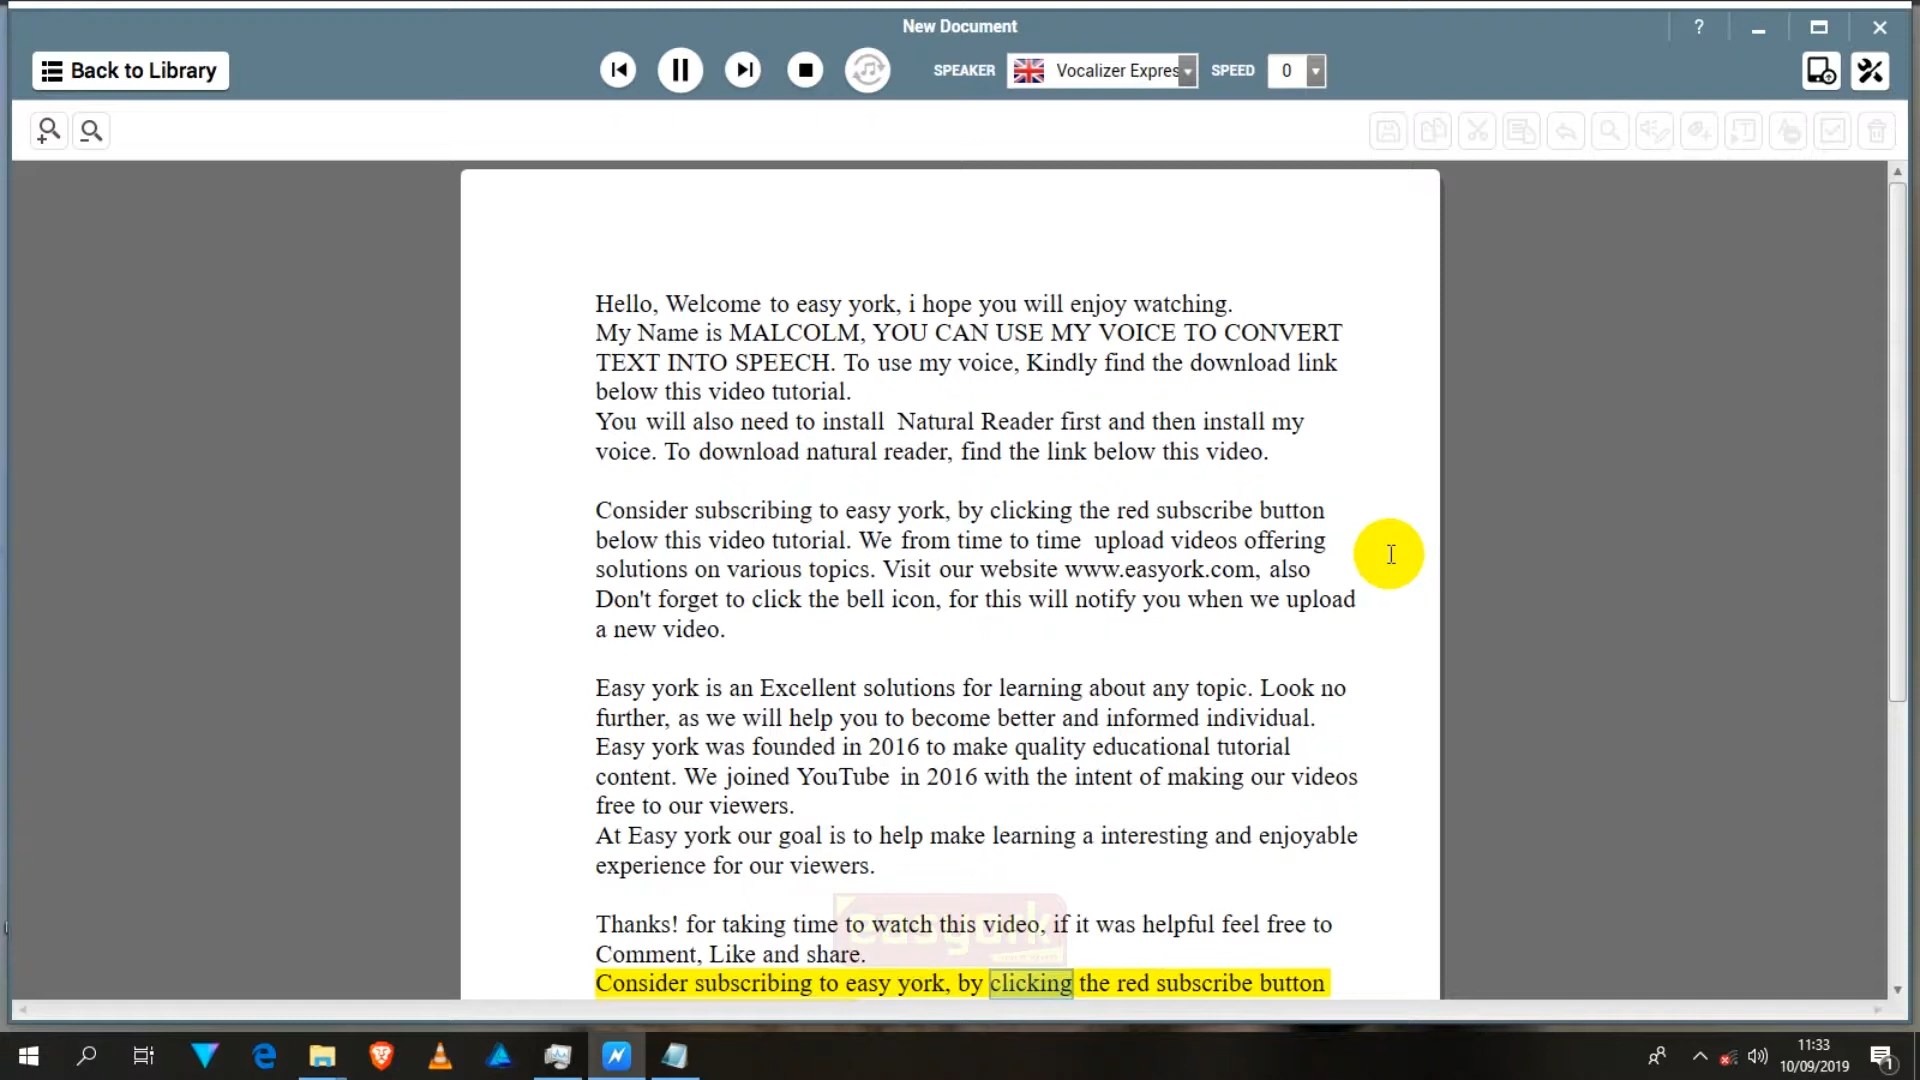 New Document
?
Back to Library
SPEAKER
Vocalizer Expres
SPEED
0
Hello, Welcome to easy york, i hope you will enjoy watching.
My Name is MALCOLM, YOU CAN USE MY VOICE TO CONVERT
TEXT INTO SPEECH. To use my voice, Kindly find the download link
below this video tutorial.
You will also need to install Natural Reader first and then install my
voice. To download natural reader, find the link below this video.
Consider subscribing to easy york, by clicking the red subscribe button
below this video tutorial. We from time to time upload videos offering
solutions on various topics. Visit our website www.easyork.com, also
Don't forget to click the bell icon, for this will notify you when we upload
a new video.
Easy york is an Excellent solutions for learning about any topic. Look no
further, as we will help you to become better and informed individual.
Easy york was founded in 2016 to make quality educational tutorial
content. We joined YouTube in 2016 with the intent of making our videos
free to our viewers.
At Easy york our goal is to help make learning a interesting and enjoyable
experience for our viewers.
easyork
Thanks! for taking time to watch this video, if it was helpful feel free to
Comment, Like and share.
Consider subscribing to easy york, by clicking the red subscribe button
11:33
10/09/2019
1